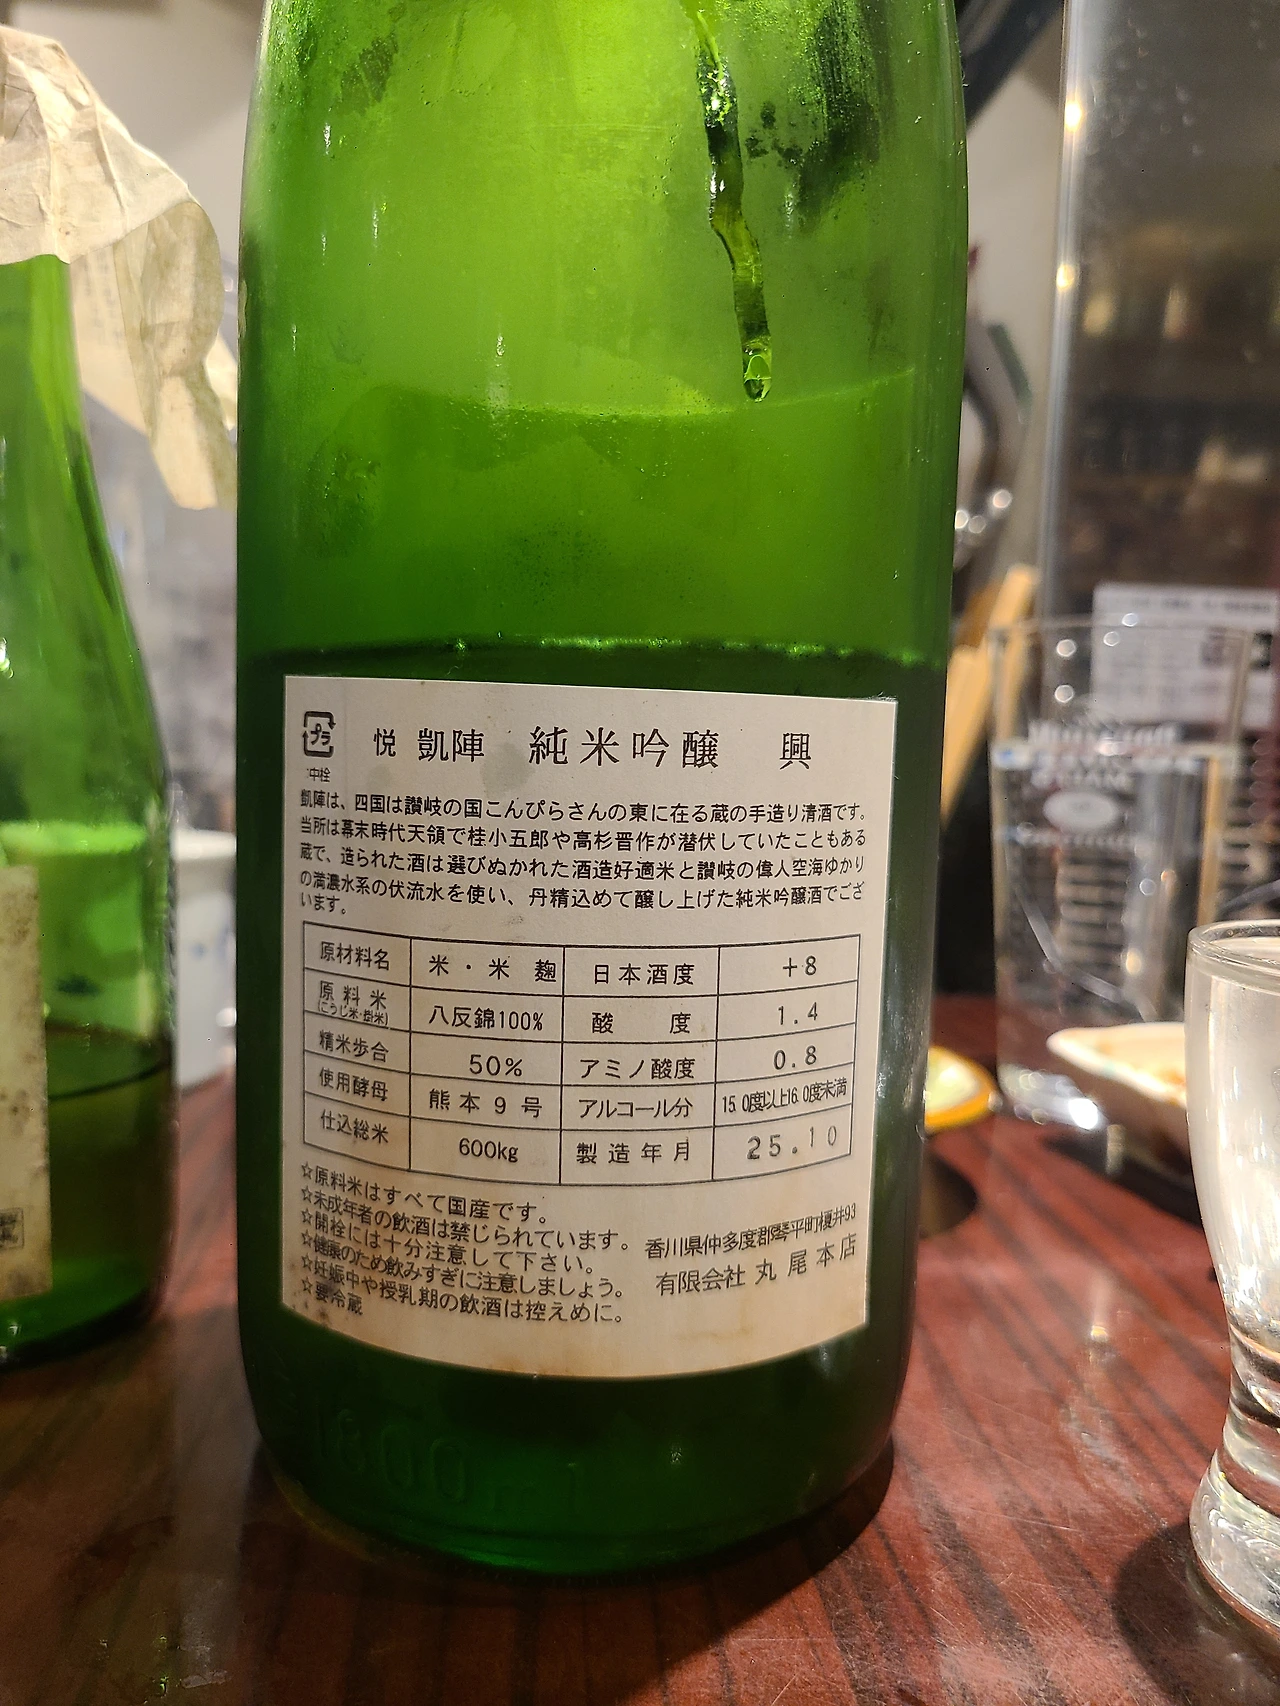 プラ
中栓
悦 凱陣 純米吟醸 興
凱陣は、四国は讃岐の国こんぴらさんの東に在る蔵の手造り清酒です。
当所は幕末時代天領で桂小五郎や高杉晋作が潜伏していたこともある
蔵で、造られた酒は選びぬかれた酒造好適米と讃岐の偉人空海ゆかり
の満濃水系の伏流水を使い、丹精込めて醸し上げた純米吟醸酒でござ
います。
原材料名 米・米麹 日本酒度 +8
原料米 (こうじ米・掛米) 八反錦100% 酸度 1.4
精米歩合 50% アミノ酸度 0.8
使用酵母 熊本9号 アルコール分 15.0度以上16.0度未満
仕込総米 600kg 製造年月 25.10
☆原料米はすべて国産です。
☆未成年者の飲酒は禁じられています。
☆開栓には十分注意して下さい。
☆健康のため飲みすぎに注意しましょう。
☆妊娠中や授乳期の飲酒は控えめに。
☆要冷蔵
香川県仲多度郡琴平町榎井93
有限会社 丸尾本店
1800